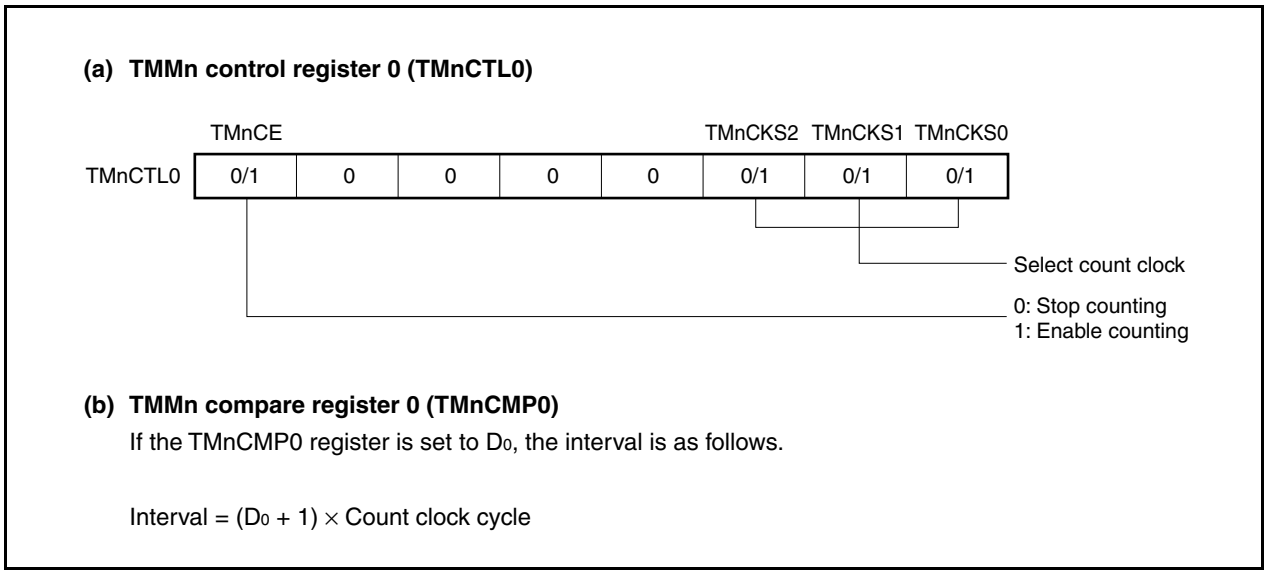 (a) TMMn control register 0 (TMnCTL0)
TMnCE TMnCKS2 TMnCKS1 TMnCKS0
TMnCTL0 0/1 0 0 0 0 0/1 0/1 0/1
Select count clock
0: Stop counting
1: Enable counting
(b) TMMn compare register 0 (TMnCMP0)
If the TMnCMP0 register is set to D0, the interval is as follows.
Interval = (D0 + 1) × Count clock cycle